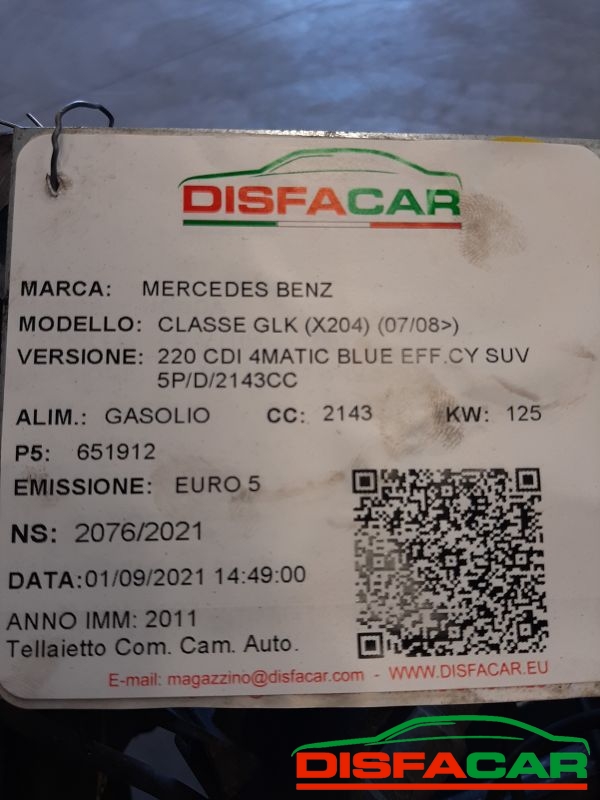 DISFACAR
MARCA: MERCEDES BENZ
MODELLO: CLASSE GLK (X204) (07/08>)
VERSIONE: 220 CDI 4MATIC BLUE EFF.CY SUV
5P/D/2143CC
ALIM.: GASOLIO CC: 2143 KW: 125
P5: 651912
EMISSIONE: EURO 5
NS: 2076/2021
DATA:01/09/2021 14:49:00
ANNO IMM: 2011
Tellaietto Com. Cam. Auto.
E-mail: magazzino@disfacar.com - WWW.DISFACAR.EU
DISFACAR